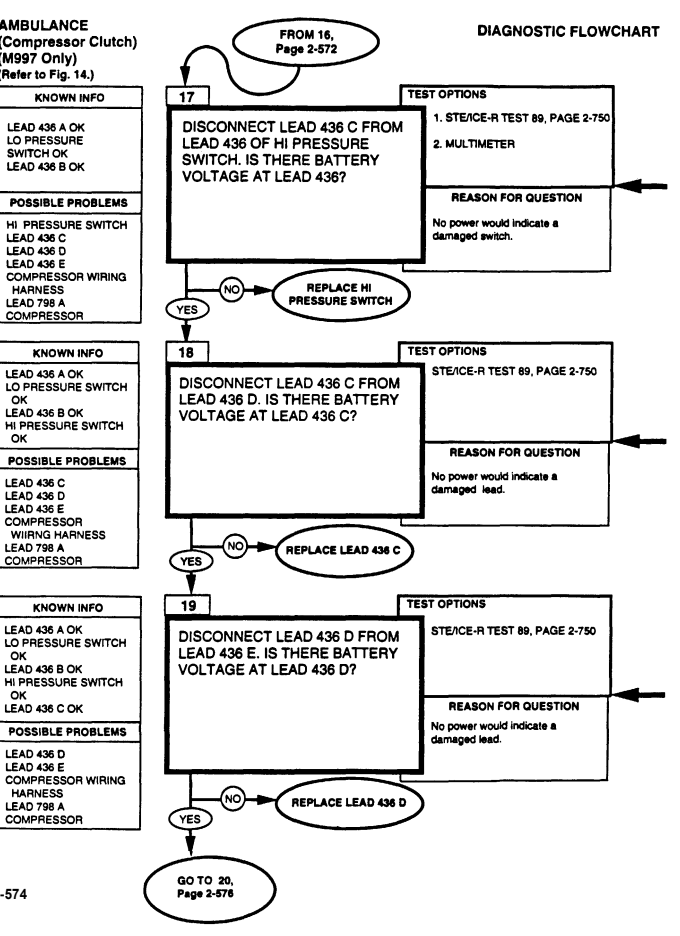 AMBULANCE
(Compressor Clutch)
(M997 Only)
(Refer to Fig. 14.)
FROM 16,
Page 2-572
DIAGNOSTIC FLOWCHART
KNOWN INFO
LEAD 436 A OK
LO PRESSURE
SWITCH OK
LEAD 436 B OK
POSSIBLE PROBLEMS
HI PRESSURE SWITCH
LEAD 436 C
LEAD 436 D
LEAD 436 E
COMPRESSOR WIRING
HARNESS
LEAD 798 A
COMPRESSOR
17
DISCONNECT LEAD 436 C FROM
LEAD 436 OF HI PRESSURE
SWITCH. IS THERE BATTERY
VOLTAGE AT LEAD 436?
TEST OPTIONS
1. STE/ICE-R TEST 89, PAGE 2-750
2. MULTIMETER
REASON FOR QUESTION
No power would indicate a
damaged switch.
NO
REPLACE HI
PRESSURE SWITCH
YES
KNOWN INFO
LEAD 436 A OK
LO PRESSURE SWITCH
OK
LEAD 436 B OK
HI PRESSURE SWITCH
OK
POSSIBLE PROBLEMS
LEAD 436 C
LEAD 436 D
LEAD 436 E
COMPRESSOR
WIIRNG HARNESS
LEAD 798 A
COMPRESSOR
18
DISCONNECT LEAD 436 C FROM
LEAD 436 D. IS THERE BATTERY
VOLTAGE AT LEAD 436 C?
TEST OPTIONS
STE/ICE-R TEST 89, PAGE 2-750
REASON FOR QUESTION
No power would indicate a
damaged lead.
NO
REPLACE LEAD 436 C
YES
KNOWN INFO
LEAD 436 A OK
LO PRESSURE SWITCH
OK
LEAD 436 B OK
HI PRESSURE SWITCH
OK
LEAD 436 C OK
POSSIBLE PROBLEMS
LEAD 436 D
LEAD 436 E
COMPRESSOR WIRING
HARNESS
LEAD 798 A
COMPRESSOR
19
DISCONNECT LEAD 436 D FROM
LEAD 436 E. IS THERE BATTERY
VOLTAGE AT LEAD 436 D?
TEST OPTIONS
STE/ICE-R TEST 89, PAGE 2-750
REASON FOR QUESTION
No power would indicate a
damaged lead.
NO
REPLACE LEAD 436 D
YES
GO TO 20,
Page 2-576
-574